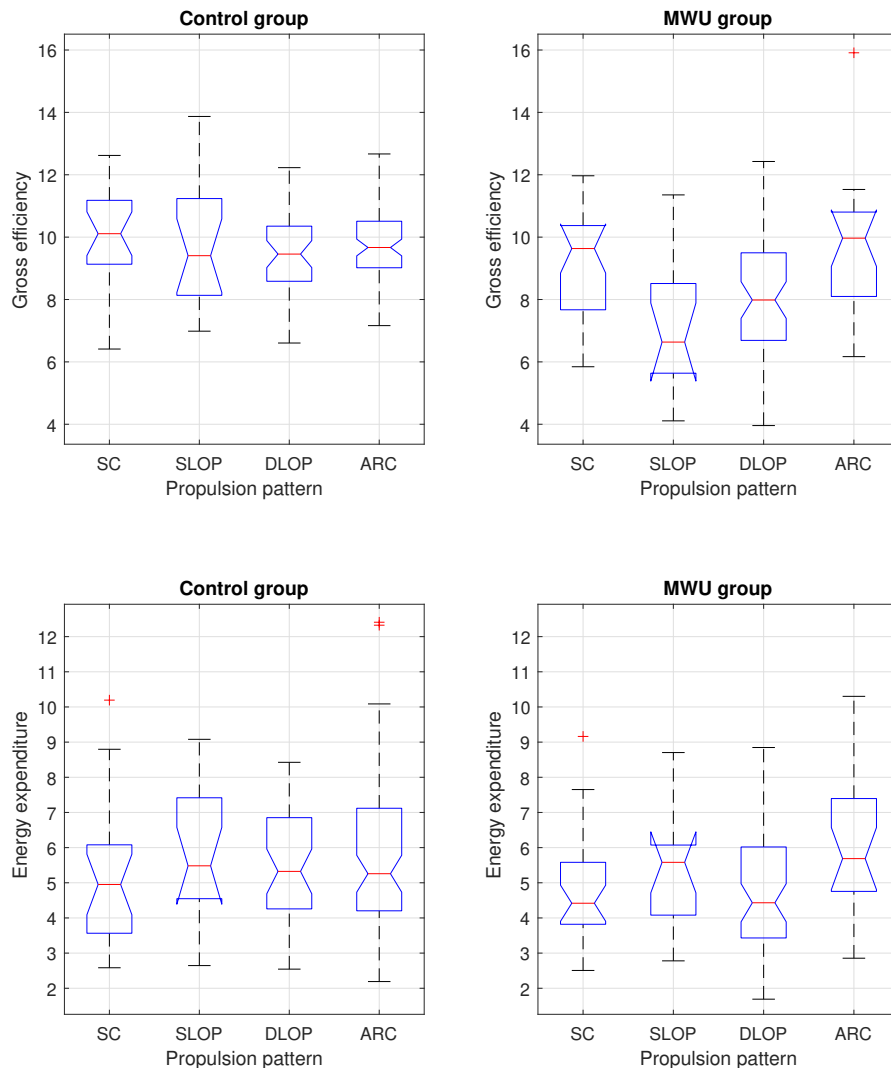 Control group
16
14
12
10
8
6
4
Gross efficiency
SC SLOP DLOP ARC
Propulsion pattern
MWU group
16
14
12
10
8
6
4
Gross efficiency
SC SLOP DLOP ARC
Propulsion pattern
Control group
12
11
10
9
8
7
6
5
4
3
2
Energy expenditure
SC SLOP DLOP ARC
Propulsion pattern
MWU group
12
11
10
9
8
7
6
5
4
3
2
Energy expenditure
SC SLOP DLOP ARC
Propulsion pattern